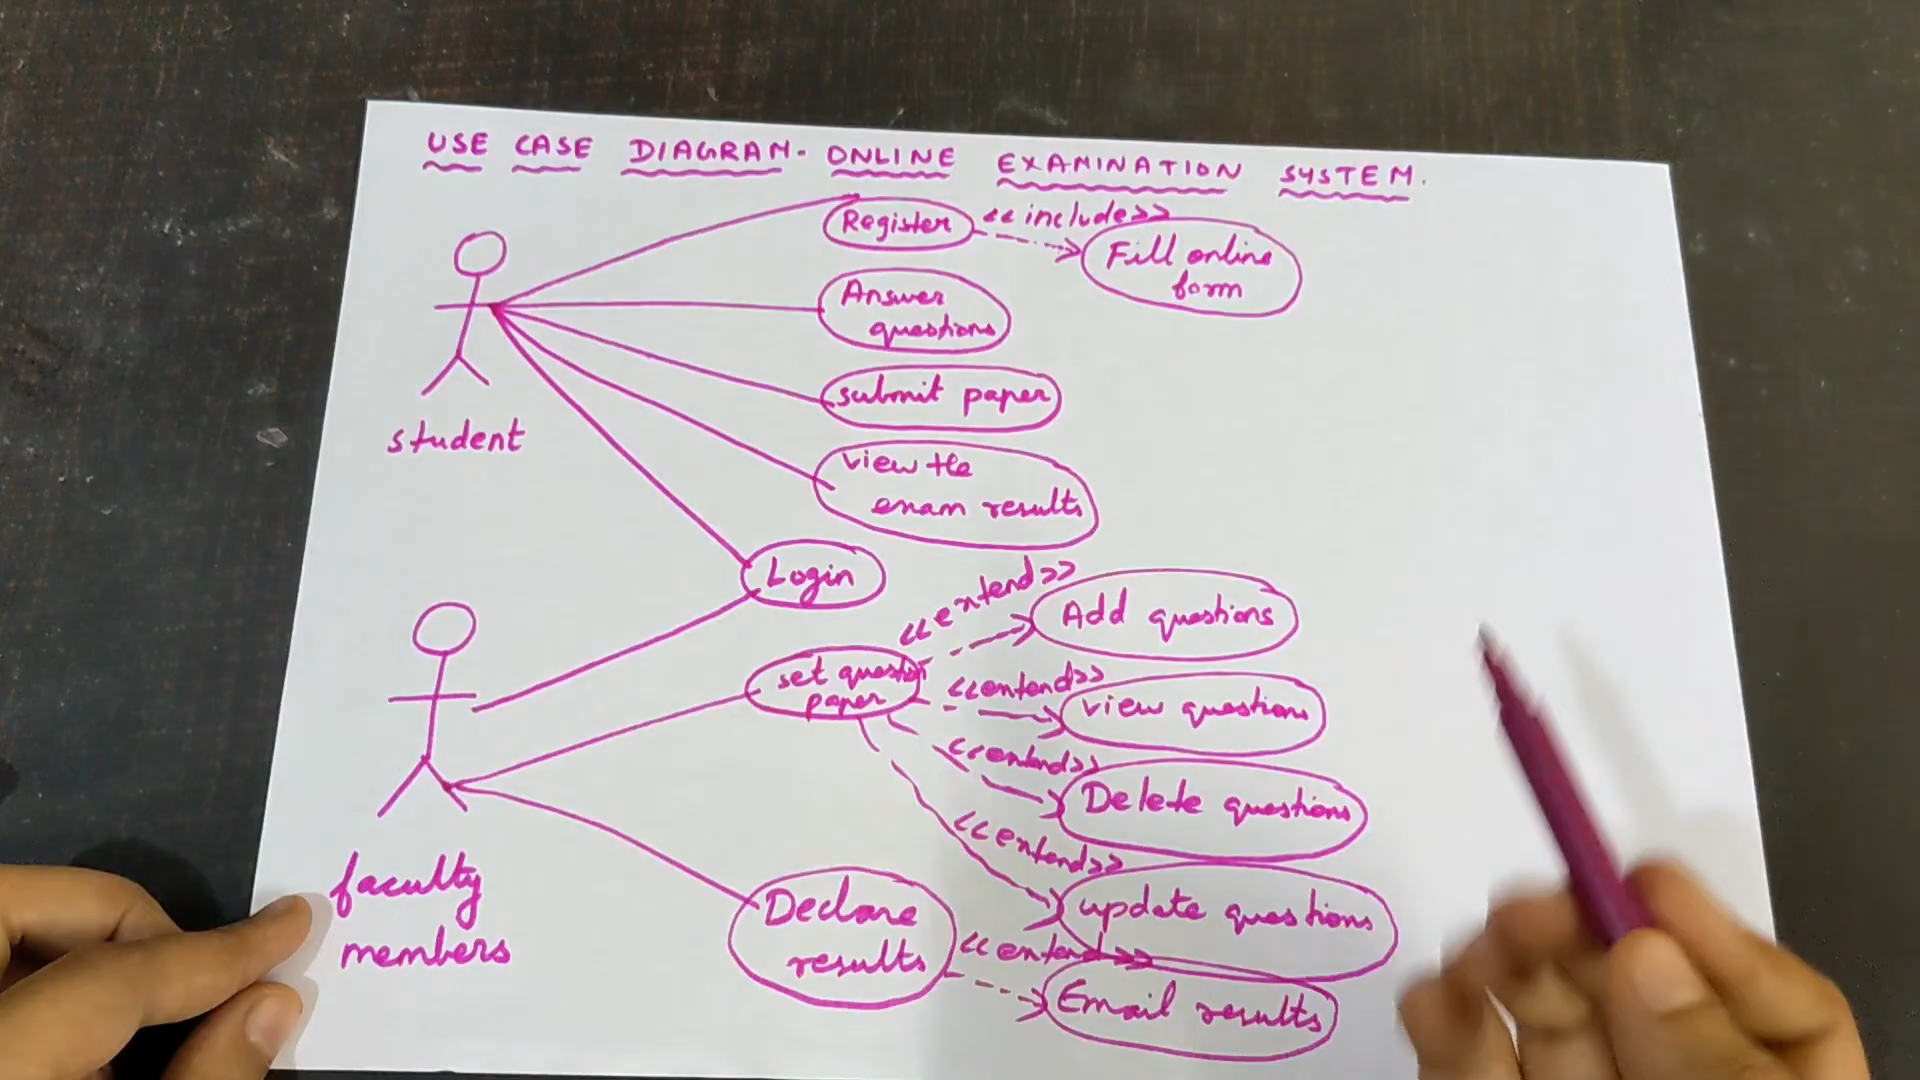 USE CASE DIAGRAM. ONLINE EXAMINATION SYSTEM.
Register
<<include>>
Fill online
form
Answer
questions
submit paper
student
view the
exam results
Login
<<extend>>
Add questions
set question
paper
<<extend>>
view questions
<<extend>>
Delete questions
<<extend>>
update questions
faculty
members
Declare
results
<<extend>>
Email results